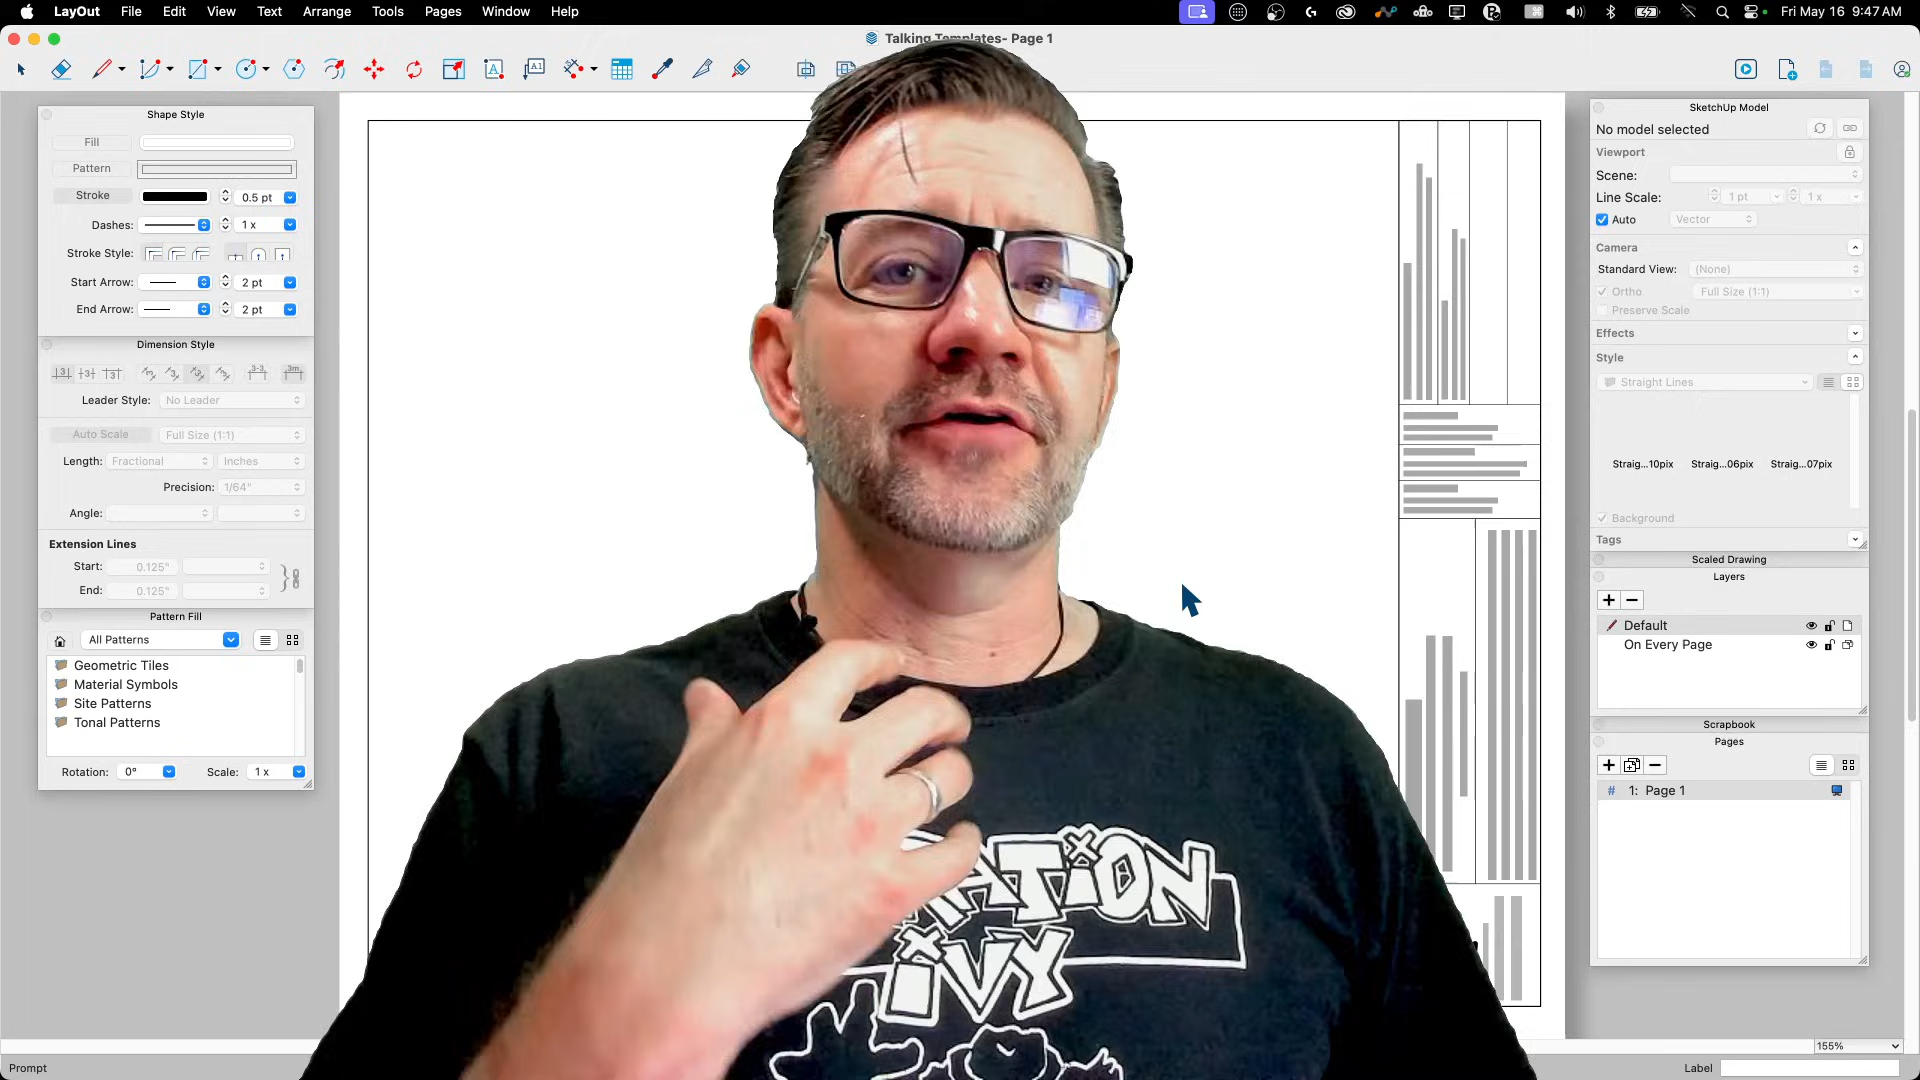 LayOut File Edit View Text Arrange Tools Pages Window Help
Fri May 16 9:47 AM
Talking Templates- Page 1
Shape Style
Fill
Pattern
Stroke 0.5 pt
Dashes: 1 x
Stroke Style:
Start Arrow: 2 pt
End Arrow: 2 pt
Dimension Style
Leader Style: No Leader
Auto Scale Full Size (1:1)
Length: Fractional Inches
Precision: 1/64"
Angle:
Extension Lines
Start: 0.125"
End: 0.125"
Pattern Fill
All Patterns
Geometric Tiles
Material Symbols
Site Patterns
Tonal Patterns
Rotation: 0° Scale: 1 x
ATION
IVY
SketchUp Model
No model selected
Viewport
Scene:
Line Scale: 1 pt 1 x
Auto Vector
Camera
Standard View: (None)
Ortho Full Size (1:1)
Preserve Scale
Effects
Style
Straight Lines
Straig...10pix Straig...06pix Straig...07pix
Background
Tags
Scaled Drawing
Layers
Default
On Every Page
Scrapbook
Pages
# 1: Page 1
155%
Prompt
Label